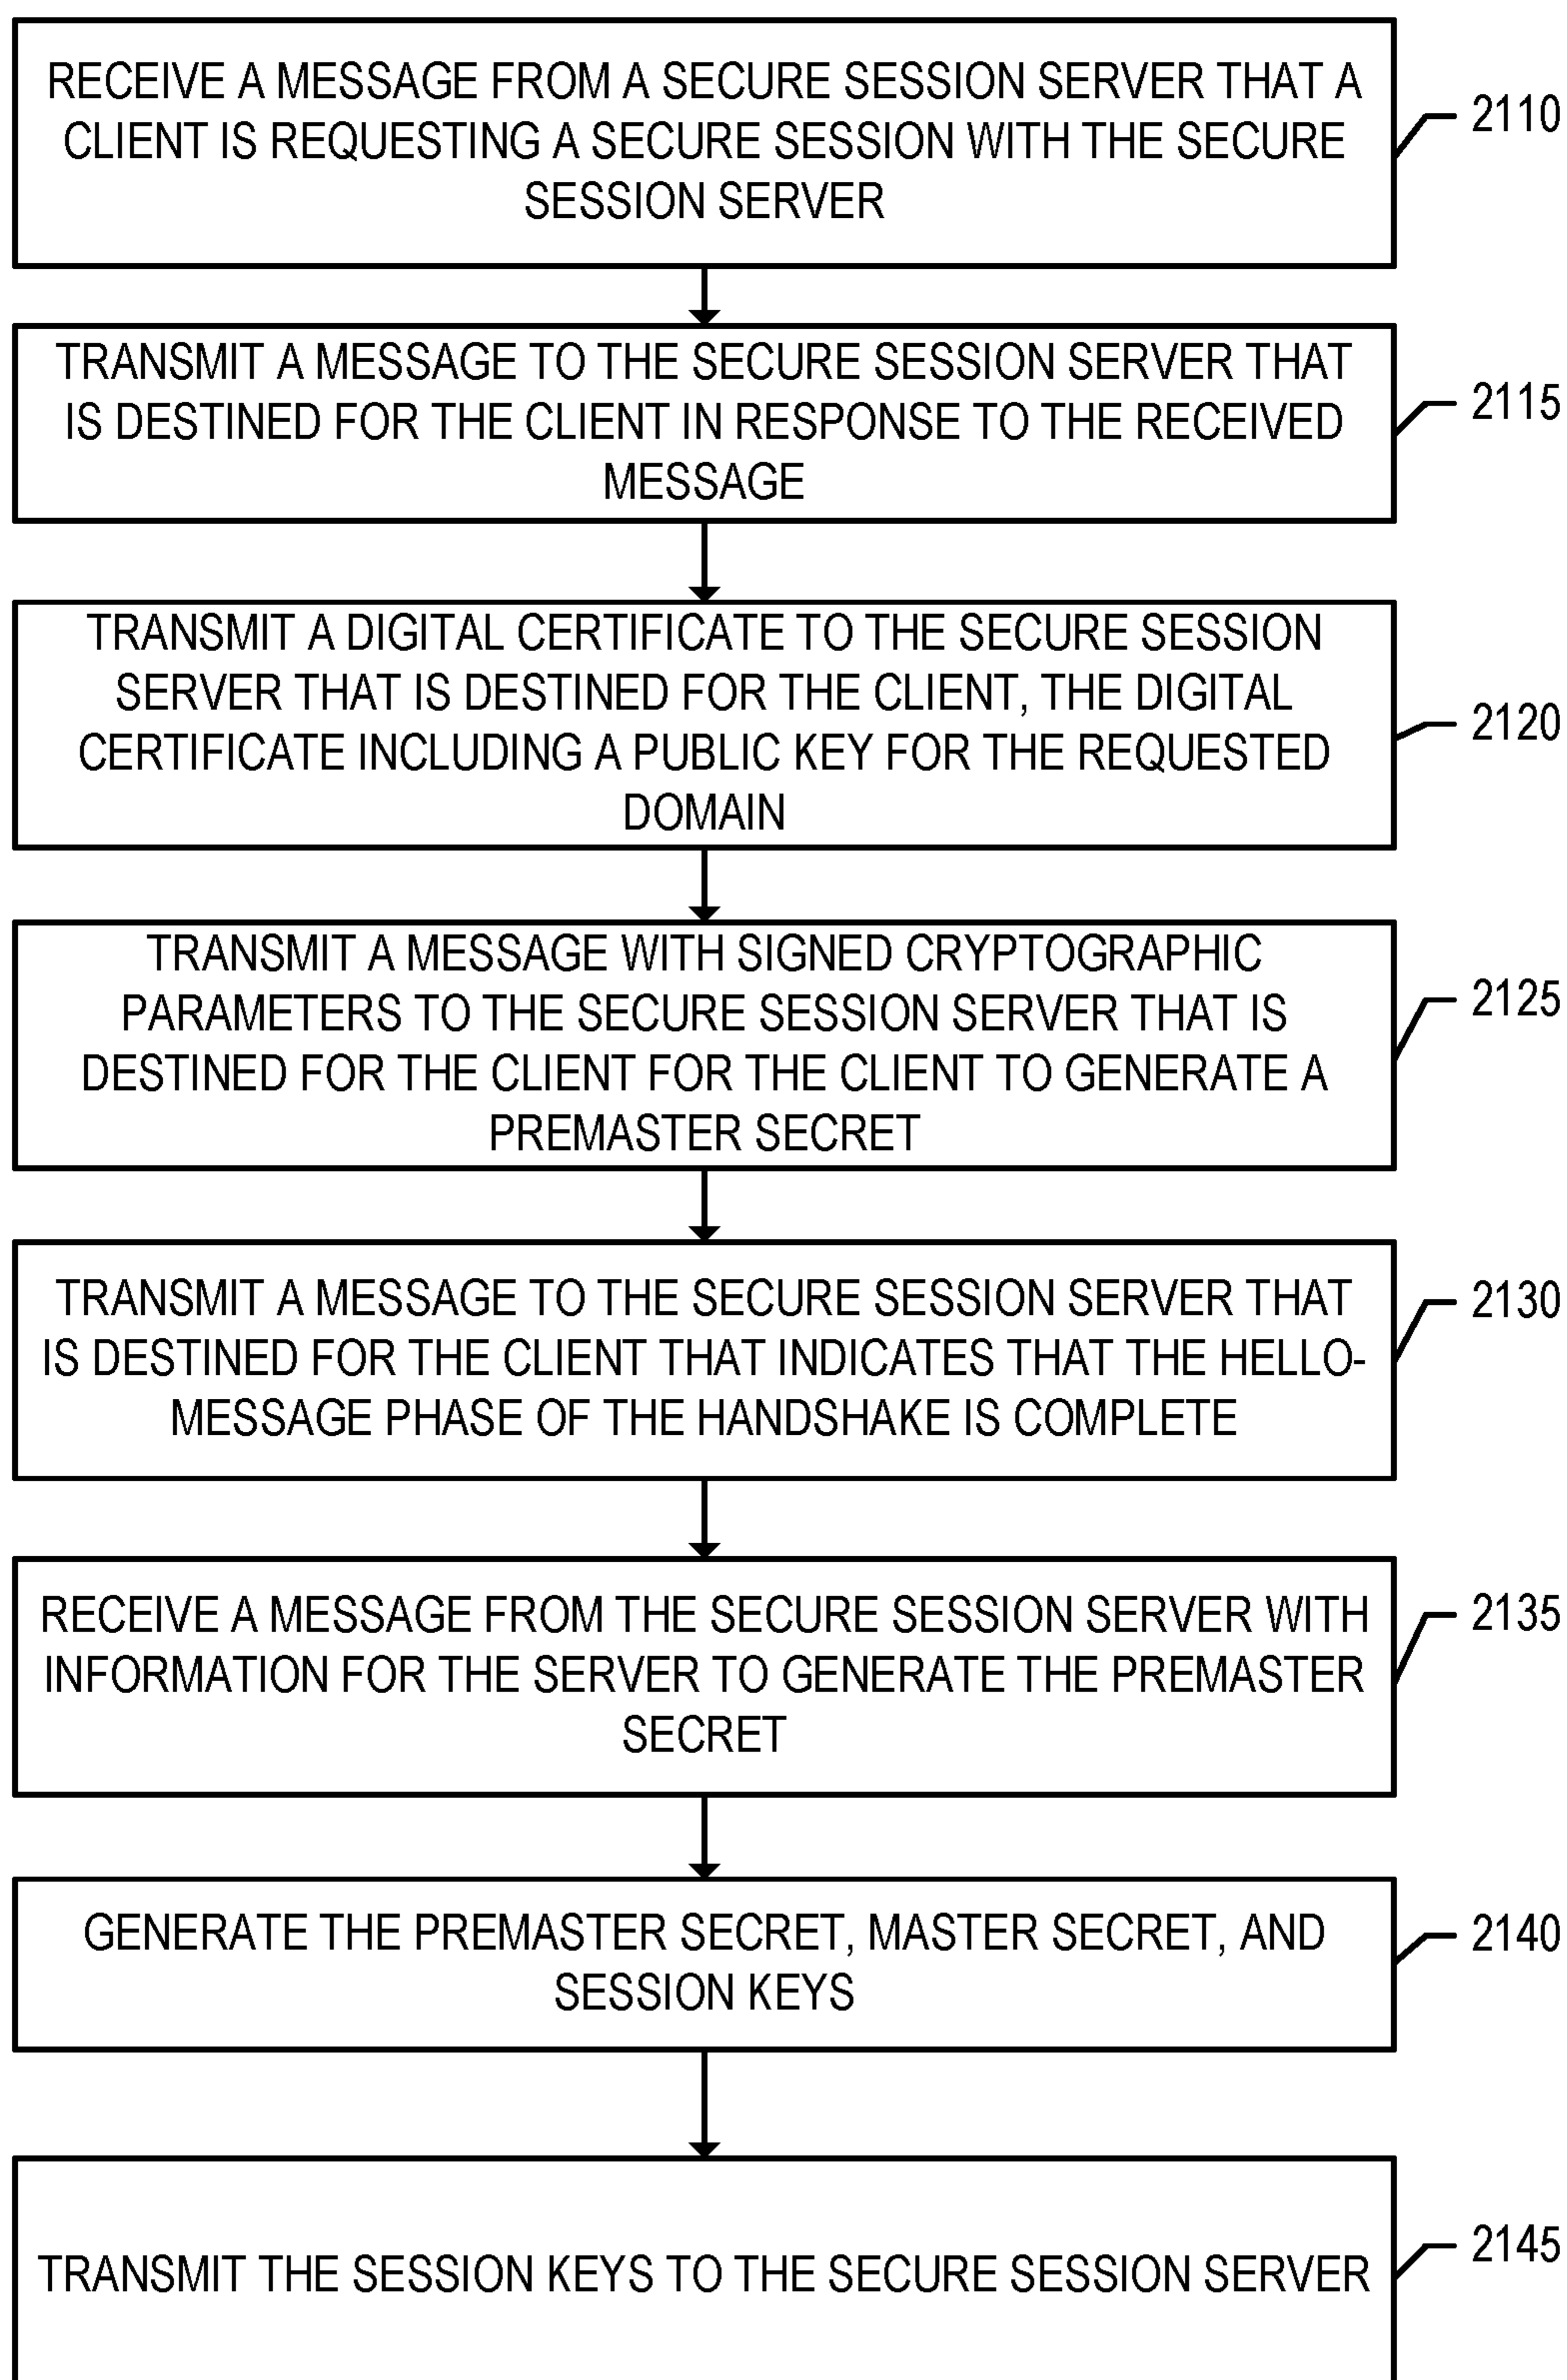 RECEIVE A MESSAGE FROM A SECURE SESSION SERVER THAT A
CLIENT IS REQUESTING A SECURE SESSION WITH THE SECURE
SESSION SERVER
2110
TRANSMIT A MESSAGE TO THE SECURE SESSION SERVER THAT
IS DESTINED FOR THE CLIENT IN RESPONSE TO THE RECEIVED
MESSAGE
2115
TRANSMIT A DIGITAL CERTIFICATE TO THE SECURE SESSION
SERVER THAT IS DESTINED FOR THE CLIENT, THE DIGITAL
CERTIFICATE INCLUDING A PUBLIC KEY FOR THE REQUESTED
DOMAIN
2120
TRANSMIT A MESSAGE WITH SIGNED CRYPTOGRAPHIC
PARAMETERS TO THE SECURE SESSION SERVER THAT IS
DESTINED FOR THE CLIENT FOR THE CLIENT TO GENERATE A
PREMASTER SECRET
2125
TRANSMIT A MESSAGE TO THE SECURE SESSION SERVER THAT
IS DESTINED FOR THE CLIENT THAT INDICATES THAT THE HELLO-
MESSAGE PHASE OF THE HANDSHAKE IS COMPLETE
2130
RECEIVE A MESSAGE FROM THE SECURE SESSION SERVER WITH
INFORMATION FOR THE SERVER TO GENERATE THE PREMASTER
SECRET
2135
GENERATE THE PREMASTER SECRET, MASTER SECRET, AND
SESSION KEYS
2140
TRANSMIT THE SESSION KEYS TO THE SECURE SESSION SERVER
2145